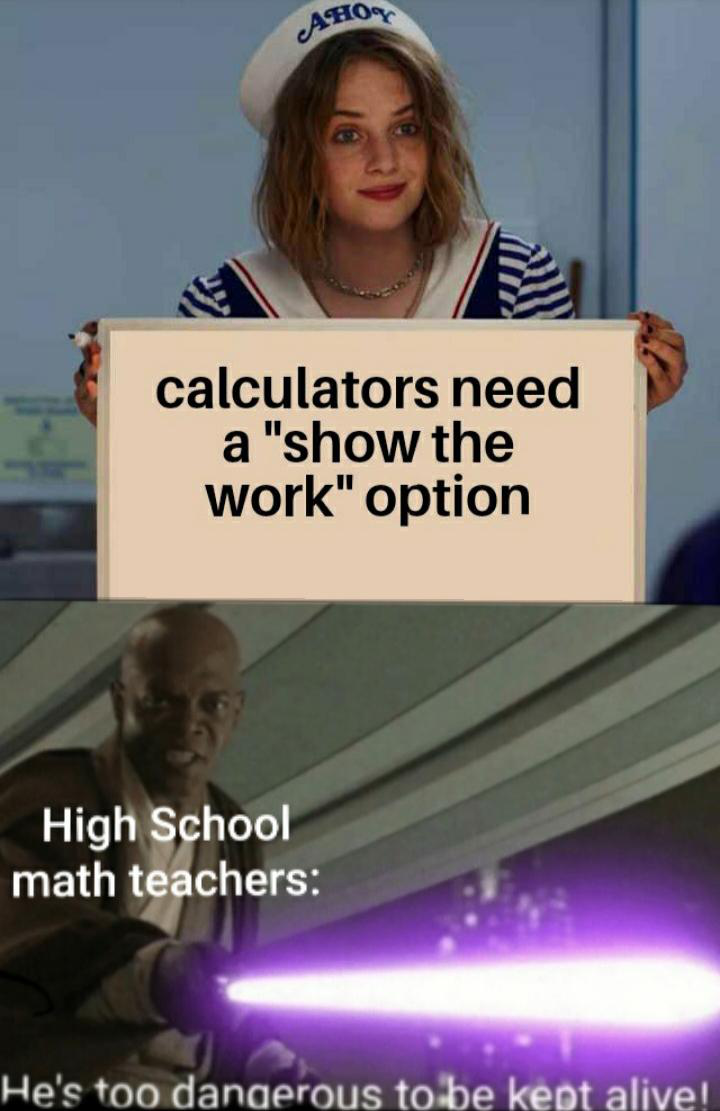 AHOY
calculators need
a "show the
work" option
High School
math teachers:
He's too dangerous to be kept alive!